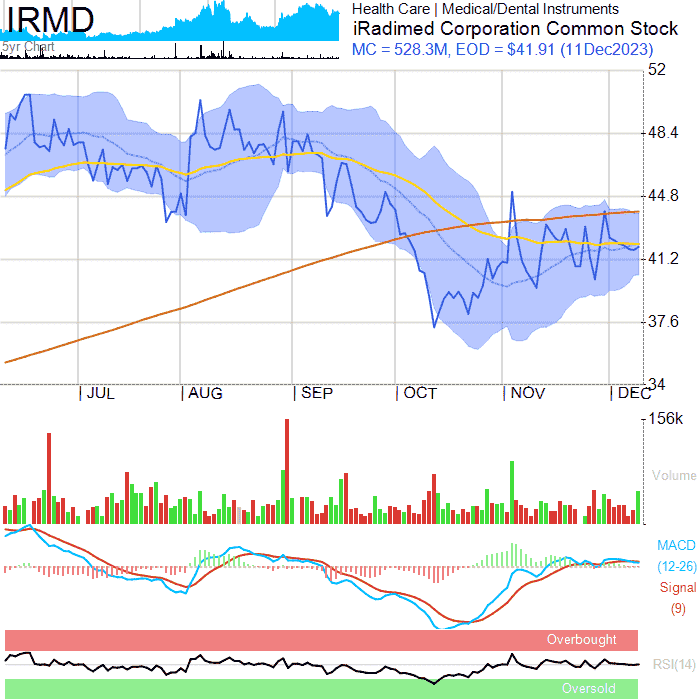 IRMD
5yr Chart
Health Care | Medical/Dental Instruments
iRadimed Corporation Common Stock
MC = 528.3M, EOD = $41.91 (11Dec2023)
52
48.4
44.8
41.2
37.6
34
| JUL
| AUG
| SEP
| OCT
| NOV
| DEC
156k
Volume
MACD
(12-26)
Signal
(9)
Overbought
RSI(14)
Oversold